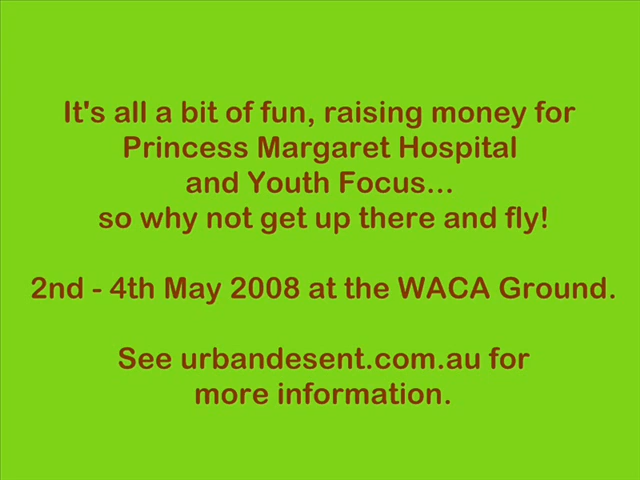 It's all a bit of fun, raising money for
Princess Margaret Hospital
and Youth Focus...
so why not get up there and fly!
2nd - 4th May 2008 at the WACA Ground.
See urbandesent.com.au for
more information.